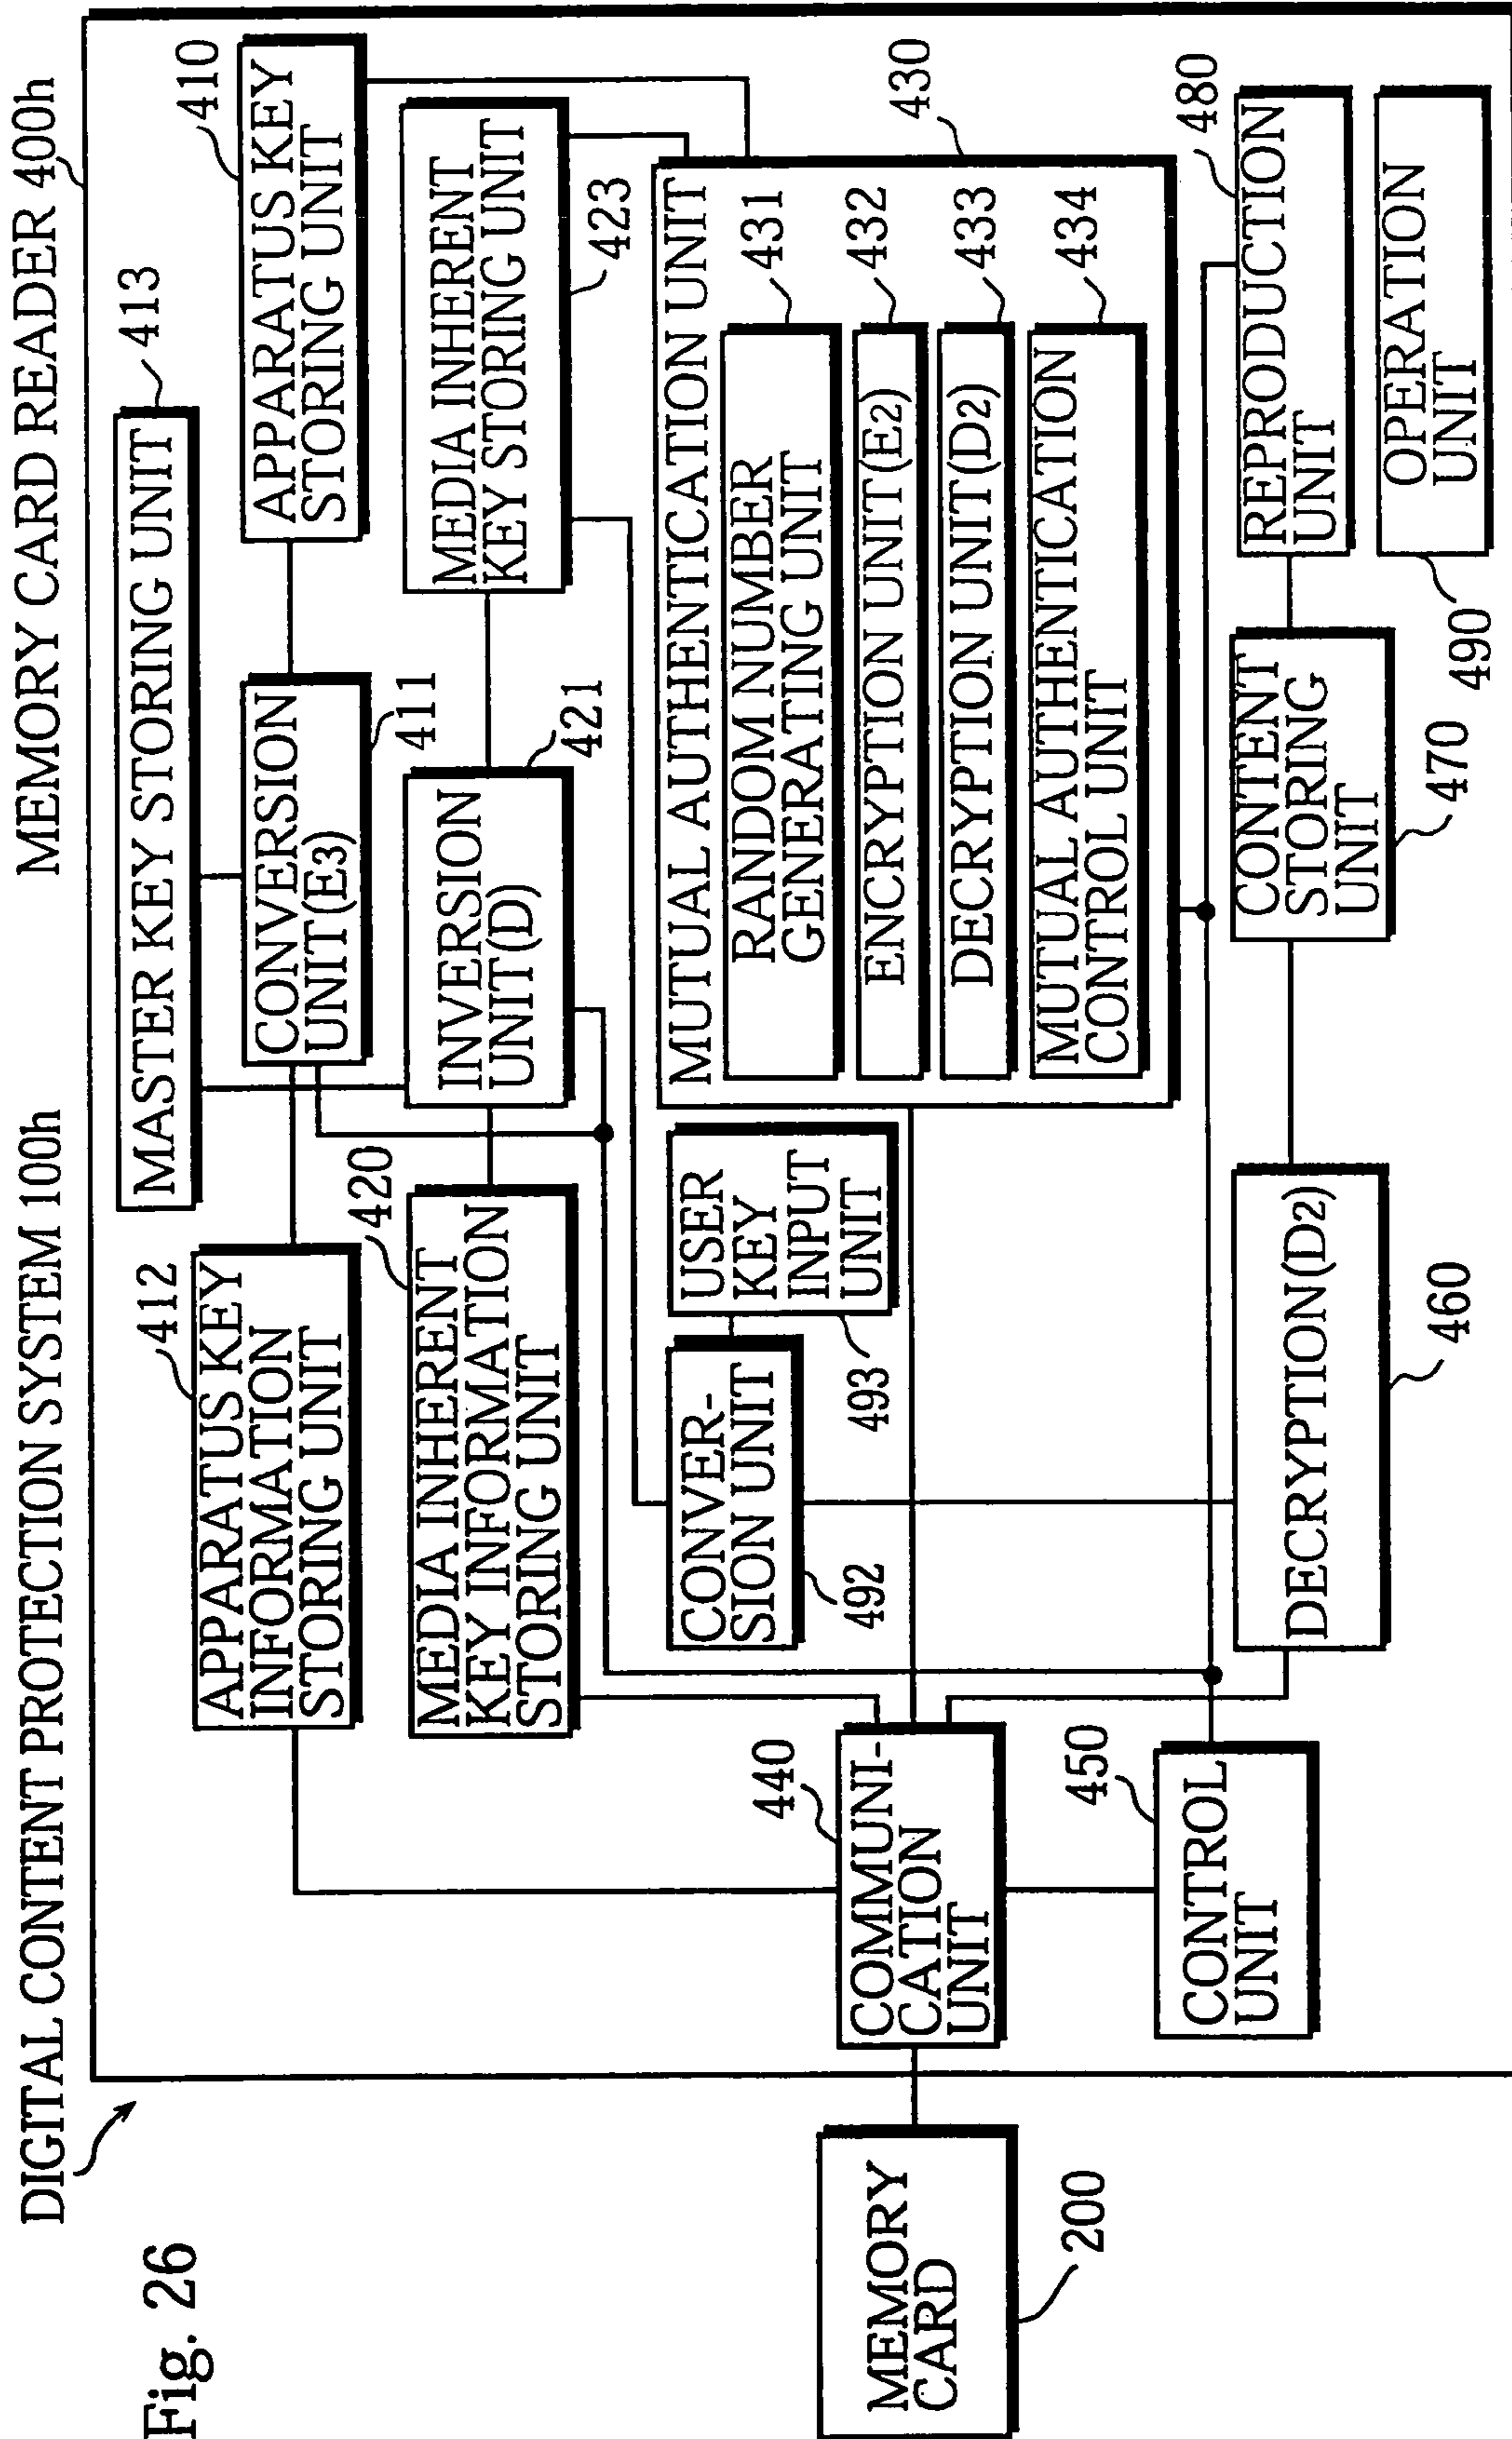 Fig. 26
DIGITAL CONTENT PROTECTION SYSTEM 100h
MEMORY CARD READER 400h
MASTER KEY STORING UNIT
413
412
APPARATUS KEY
INFORMATION
STORING UNIT
CONVERSION
UNIT(E3)
411
410
APPARATUS KEY
STORING UNIT
420
MEDIA INHERENT
KEY INFORMATION
STORING UNIT
INVERSION
UNIT(D)
421
MEDIA INHERENT
KEY STORING UNIT
423
CONVER-
SION UNIT
492
USER
KEY
INPUT
UNIT
493
MUTUAL AUTHENTICATION UNIT
430
RANDOM NUMBER
GENERATING UNIT
431
ENCRYPTION UNIT(E2)
432
DECRYPTION UNIT(D2)
433
MUTUAL AUTHENTICATION
CONTROL UNIT
434
MEMORY
CARD
200
440
COMMUNI-
CATION
UNIT
450
CONTROL
UNIT
DECRYPTION(D2)
460
CONTENT
STORING
UNIT
470
REPRODUCTION
UNIT
480
OPERATION
UNIT
490